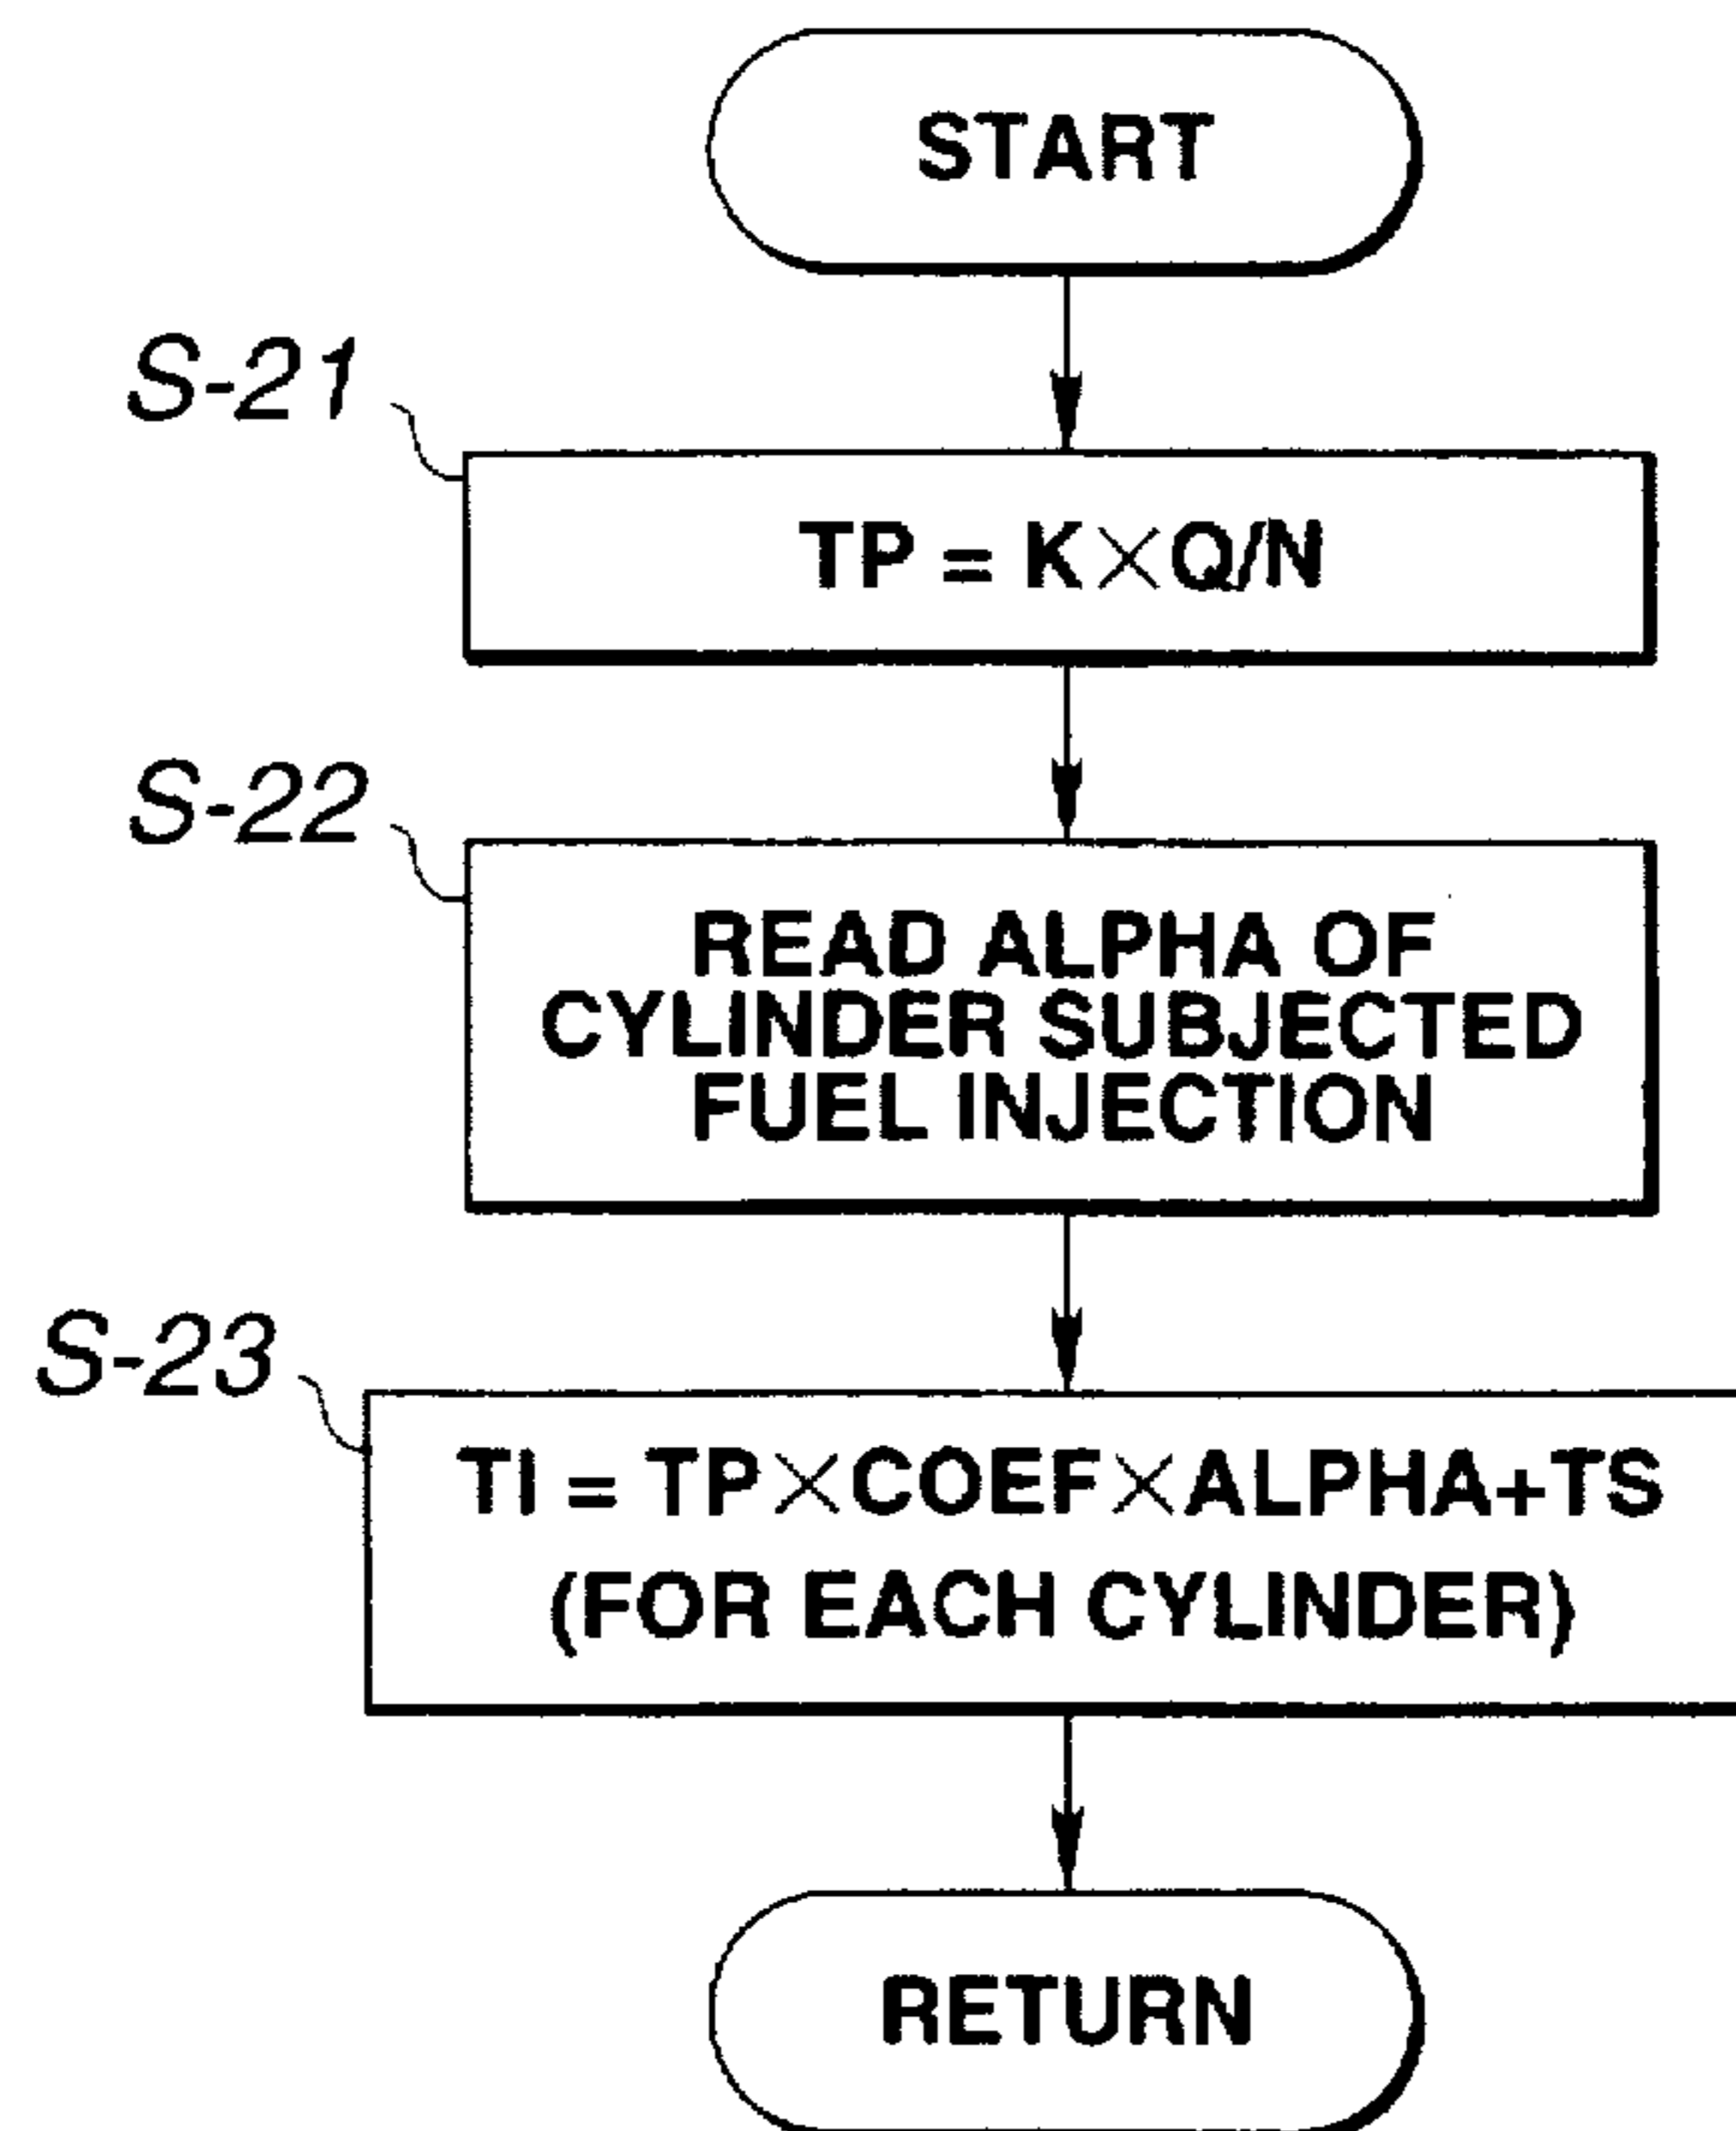 START
S-21
TP = K×Q/N
S-22
READ ALPHA OF
CYLINDER SUBJECTED
FUEL INJECTION
S-23
TI = TP×COEF×ALPHA+TS
(FOR EACH CYLINDER)
RETURN